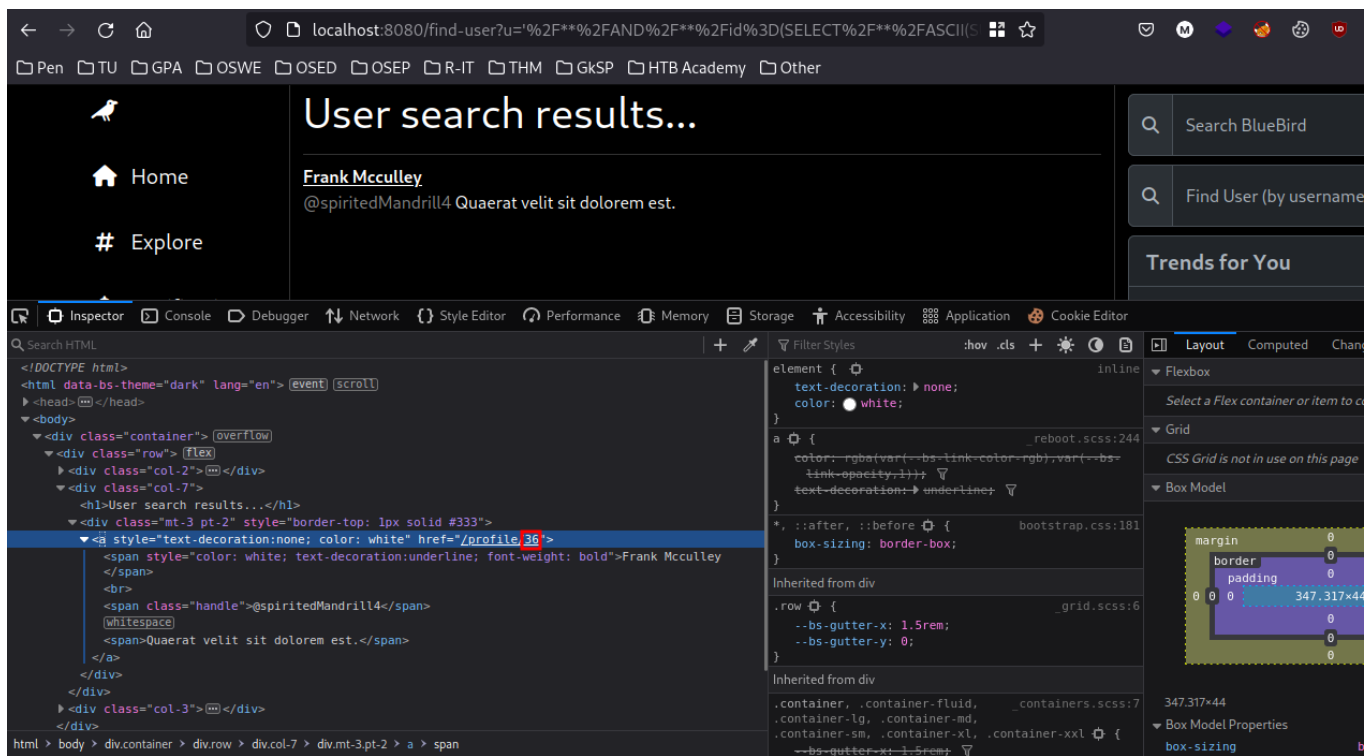 localhost:8080/find-user?u='%2F**%2FAND%2F**%2Fid%3D(SELECT%2F**%2FASCII(S
M
UD
Pen TU GPA OSWE OSED OSEP R-IT THM GkSP HTB Academy Other
User search results...
Search BlueBird
Home
Frank Mcculley
@spiritedMandrill4 Quaerat velit sit dolorem est.
Find User (by username
# Explore
Trends for You
Inspector Console Debugger Network {} Style Editor Performance Memory Storage Accessibility Application Cookie Editor
Search HTML
<!DOCTYPE html>
<html data-bs-theme="dark" lang="en"> event scroll
<head> </head>
<body>
<div class="container"> overflow
<div class="row"> flex
<div class="col-2"> </div>
<div class="col-7">
<h1>User search results...</h1>
<div class="mt-3 pt-2" style="border-top: 1px solid #333">
<a style="text-decoration:none; color: white" href="/profile/36">
<span style="color: white; text-decoration:underline; font-weight: bold">Frank Mcculley
</span>
<br>
<span class="handle">@spiritedMandrill4</span>
whitespace
<span>Quaerat velit sit dolorem est.</span>
</a>
</div>
</div>
<div class="col-3"> </div>
</div>
html > body > div.container > div.row > div.col-7 > div.mt-3.pt-2 > a > span
Filter Styles :hov .cls
element { inline
text-decoration: none;
color: white;
}
a { _reboot.scss:244
color: rgba(var(--bs-link-color-rgb),var(--bs-
link-opacity,1));
text-decoration: underline;
}
*, ::after, ::before { bootstrap.css:181
box-sizing: border-box;
}
Inherited from div
.row { _grid.scss:6
--bs-gutter-x: 1.5rem;
--bs-gutter-y: 0;
}
Inherited from div
.container, .container-fluid, _containers.scss:7
.container-lg, .container-md,
.container-sm, .container-xl, .container-xxl {
--bs-gutter-x: 1.5rem;
Layout Computed Chan
Flexbox
Select a Flex container or item to co
Grid
CSS Grid is not in use on this page
Box Model
margin 0
border 0
padding 0
0 0 0 347.317×44
0
0
0
347.317×44
Box Model Properties
box-sizing b